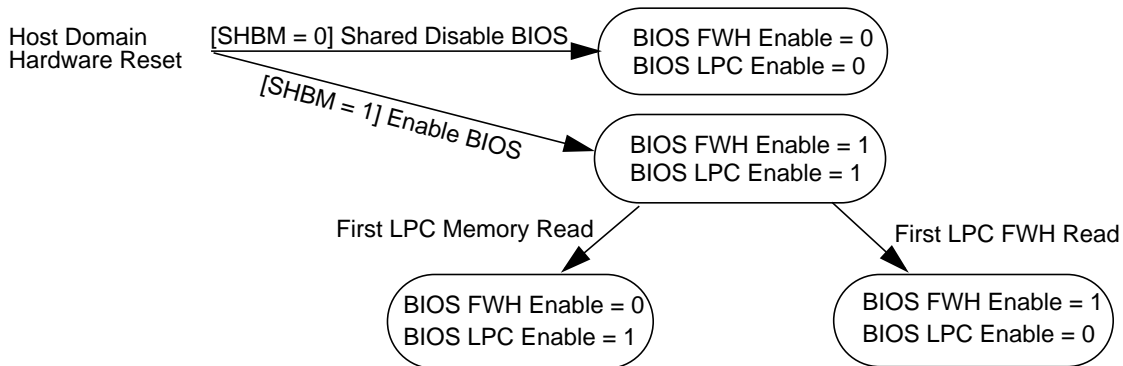 Host Domain
Hardware Reset
[SHBM = 0] Shared Disable BIOS
BIOS FWH Enable = 0
BIOS LPC Enable = 0
[SHBM = 1] Enable BIOS
BIOS FWH Enable = 1
BIOS LPC Enable = 1
First LPC Memory Read
First LPC FWH Read
BIOS FWH Enable = 0
BIOS LPC Enable = 1
BIOS FWH Enable = 1
BIOS LPC Enable = 0